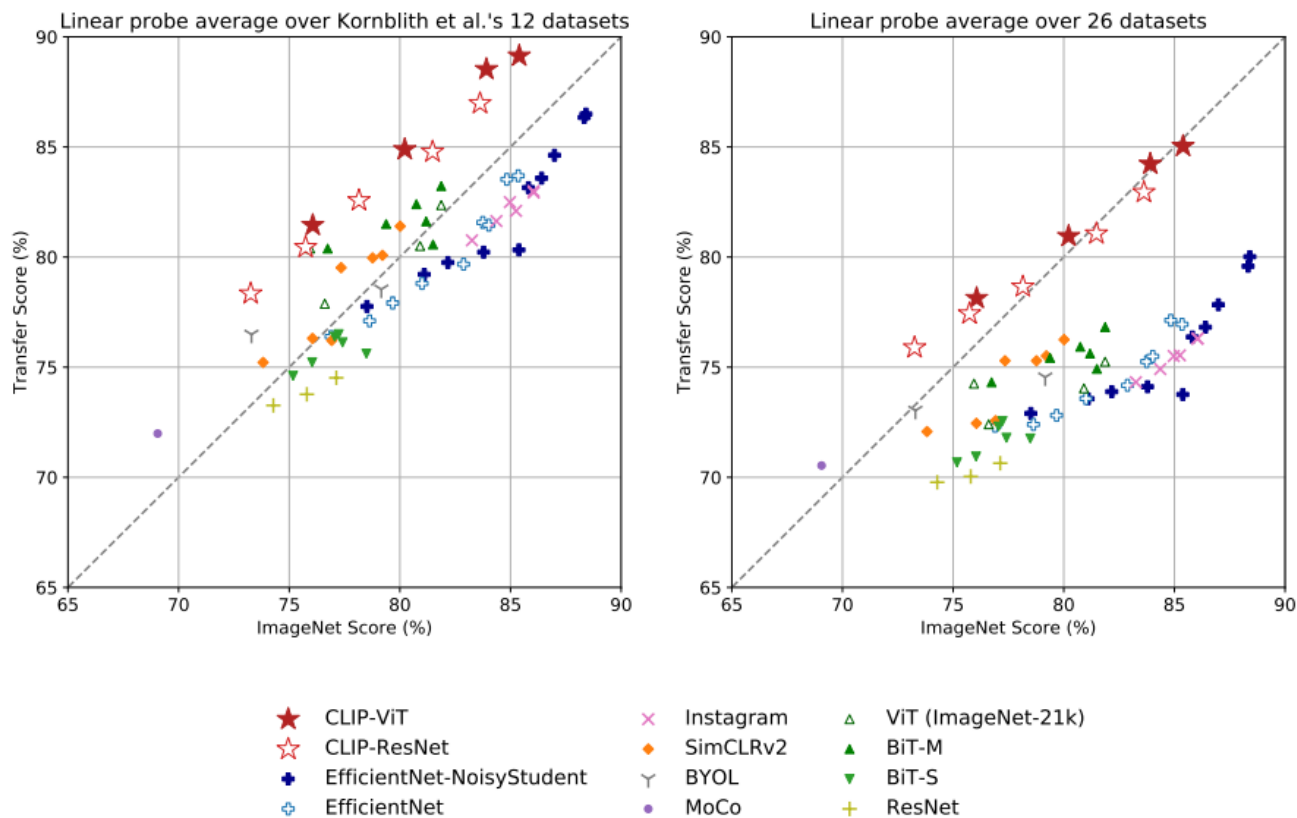 Linear probe average over Kornblith et al.'s 12 datasets
90
85
80
75
70
65
Transfer Score (%)
65 70 75 80 85 90
ImageNet Score (%)
Linear probe average over 26 datasets
90
85
80
75
70
65
Transfer Score (%)
65 70 75 80 85 90
ImageNet Score (%)
CLIP-ViT
CLIP-ResNet
EfficientNet-NoisyStudent
EfficientNet
Instagram
SimCLRv2
BYOL
MoCo
ViT (ImageNet-21k)
BiT-M
BiT-S
ResNet